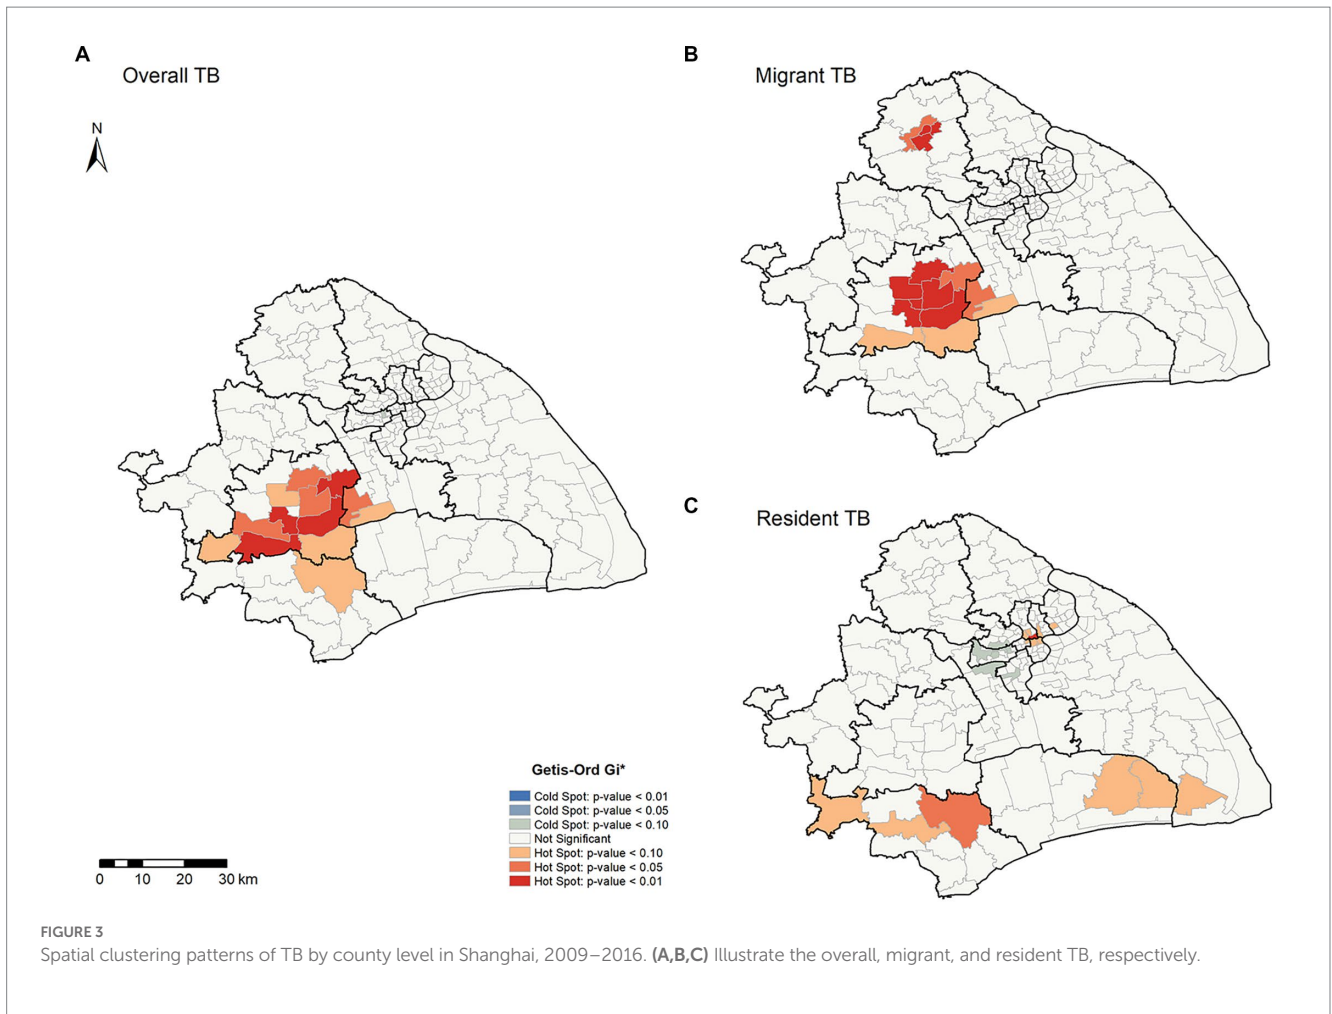 A
Overall TB
N
B
Migrant TB
C
Resident TB
Getis-Ord Gi*
Cold Spot: p-value < 0.01
Cold Spot: p-value < 0.05
Cold Spot: p-value < 0.10
Not Significant
Hot Spot: p-value < 0.10
Hot Spot: p-value < 0.05
Hot Spot: p-value < 0.01
0 10 20 30 km
FIGURE 3
Spatial clustering patterns of TB by county level in Shanghai, 2009–2016. (A,B,C) Illustrate the overall, migrant, and resident TB, respectively.